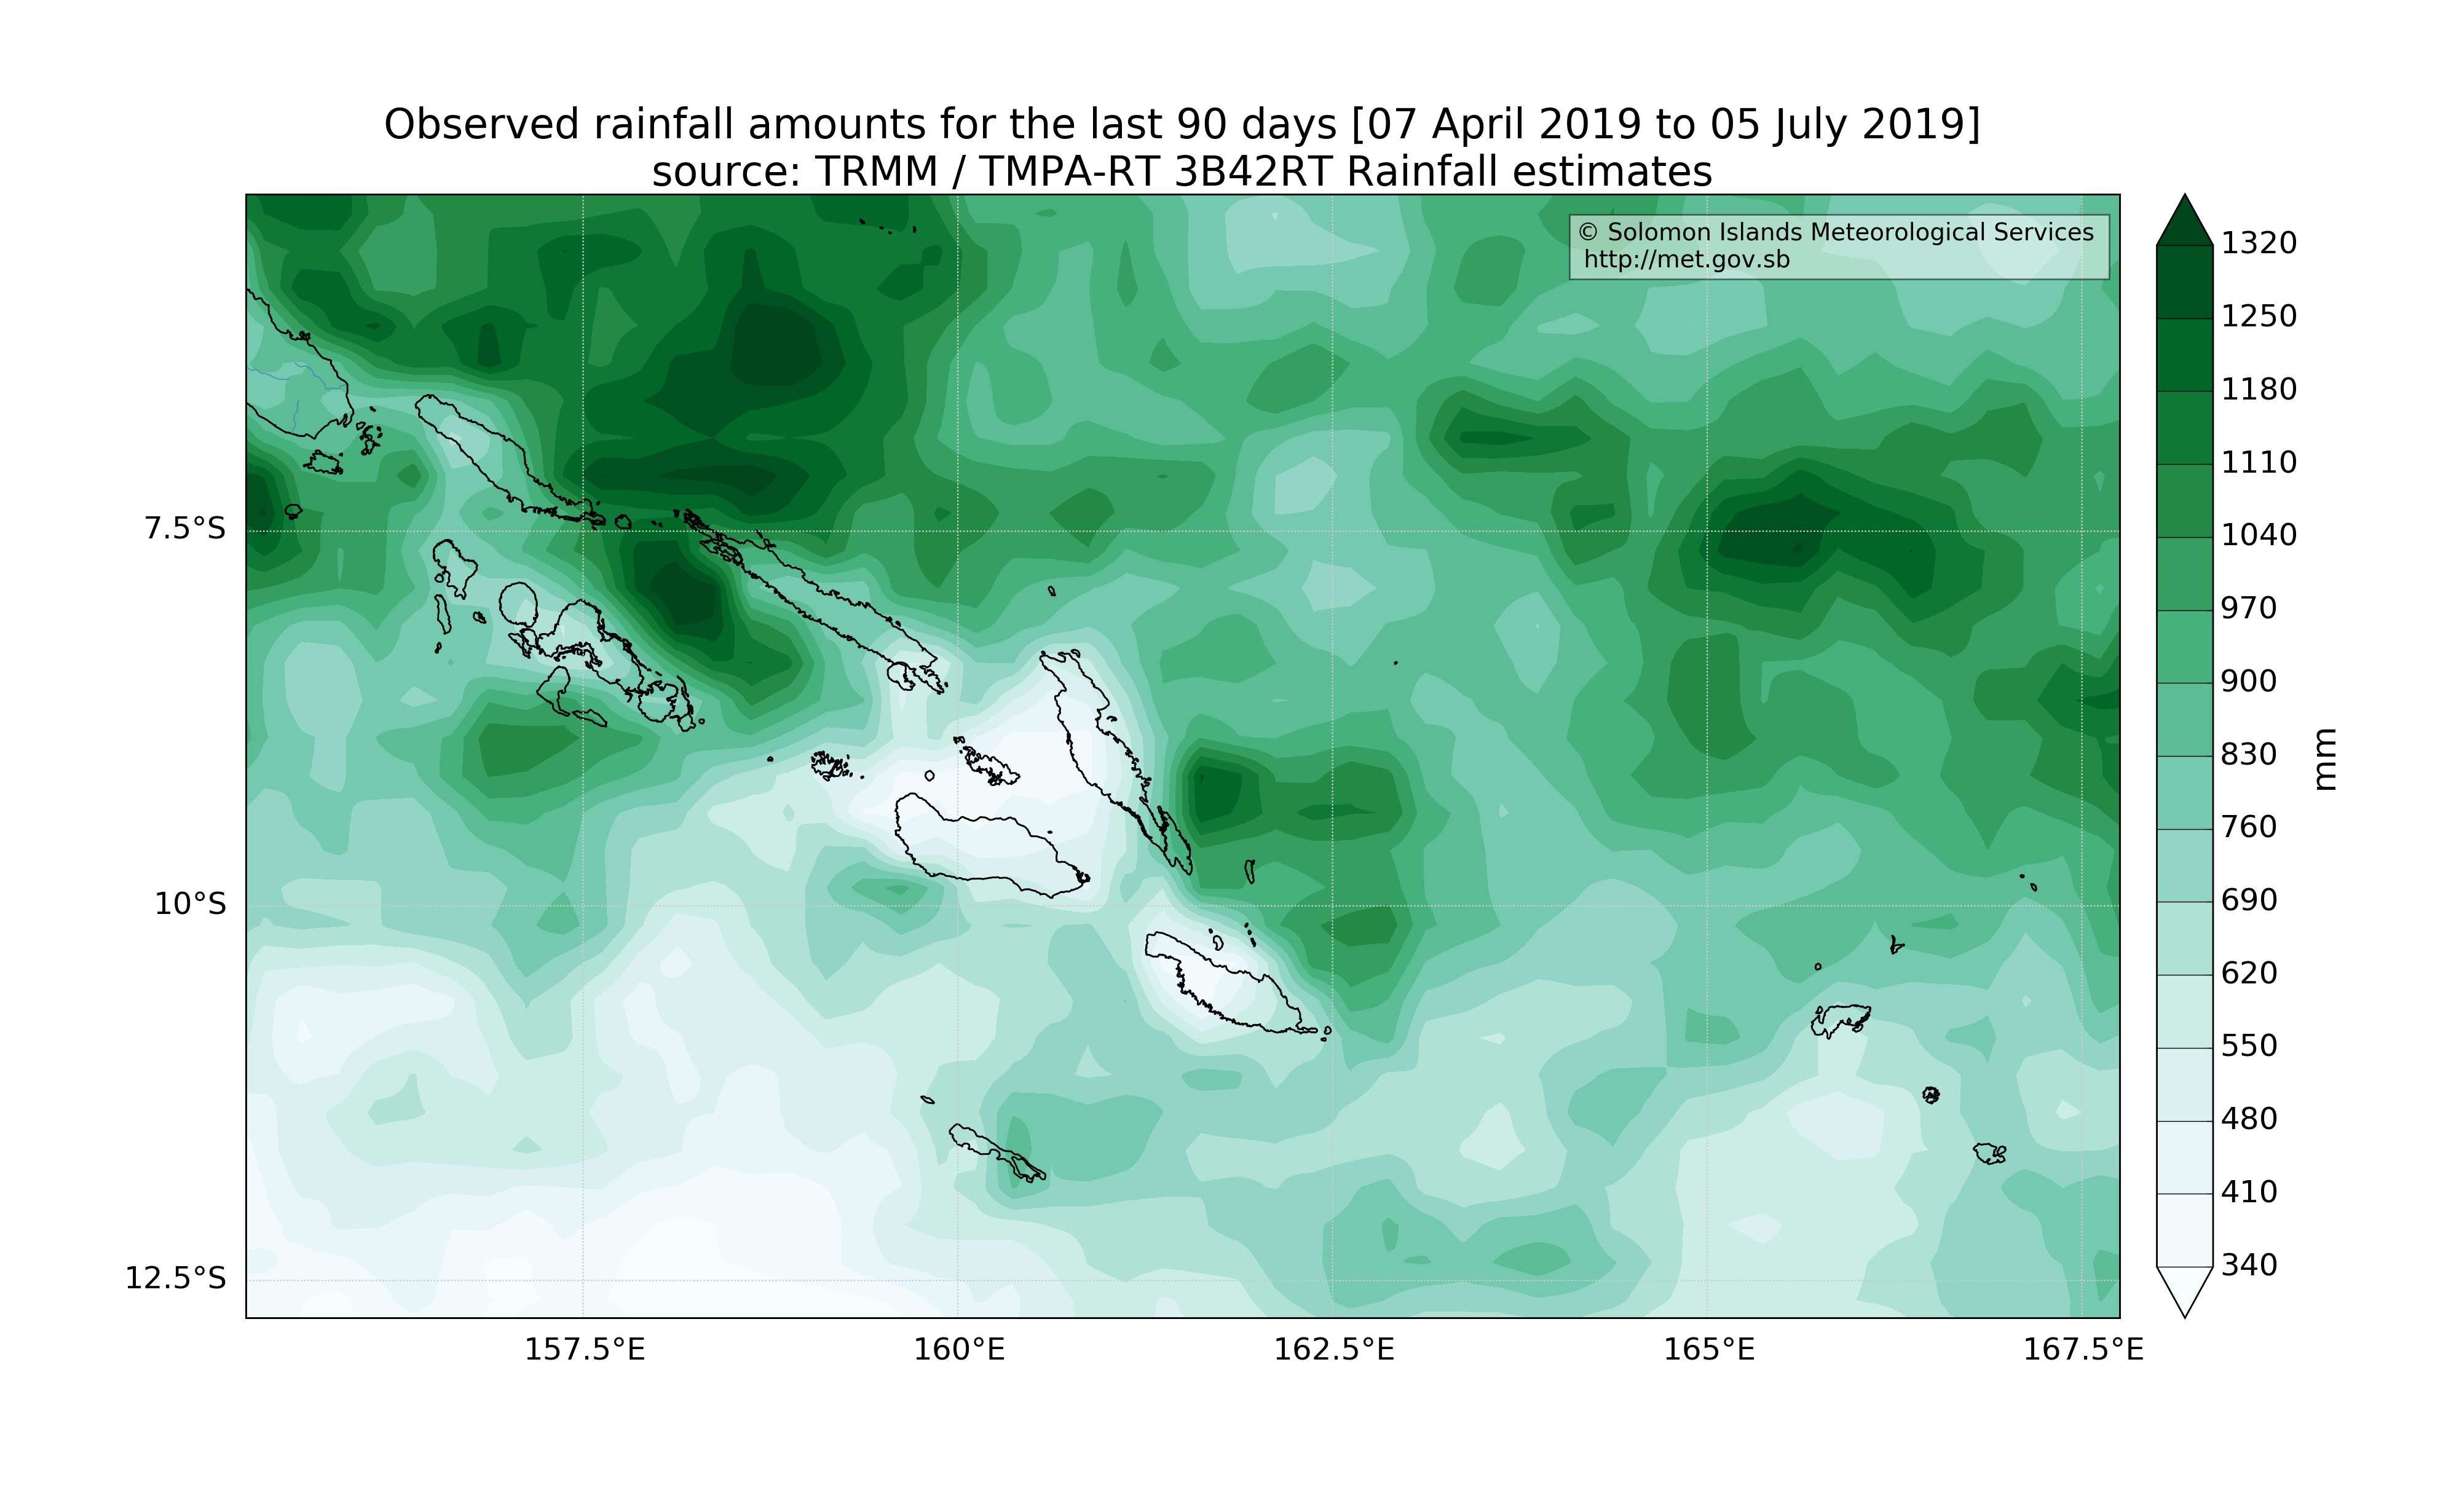 Observed rainfall amounts for the last 90 days [07 April 2019 to 05 July 2019]
source: TRMM / TMPA-RT 3B42RT Rainfall estimates
© Solomon Islands Meteorological Services
http://met.gov.sb
7.5°S
10°S
12.5°S
157.5°E
160°E
162.5°E
165°E
167.5°E
1320
1250
1180
1110
1040
970
900
830
760
690
620
550
480
410
340
mm